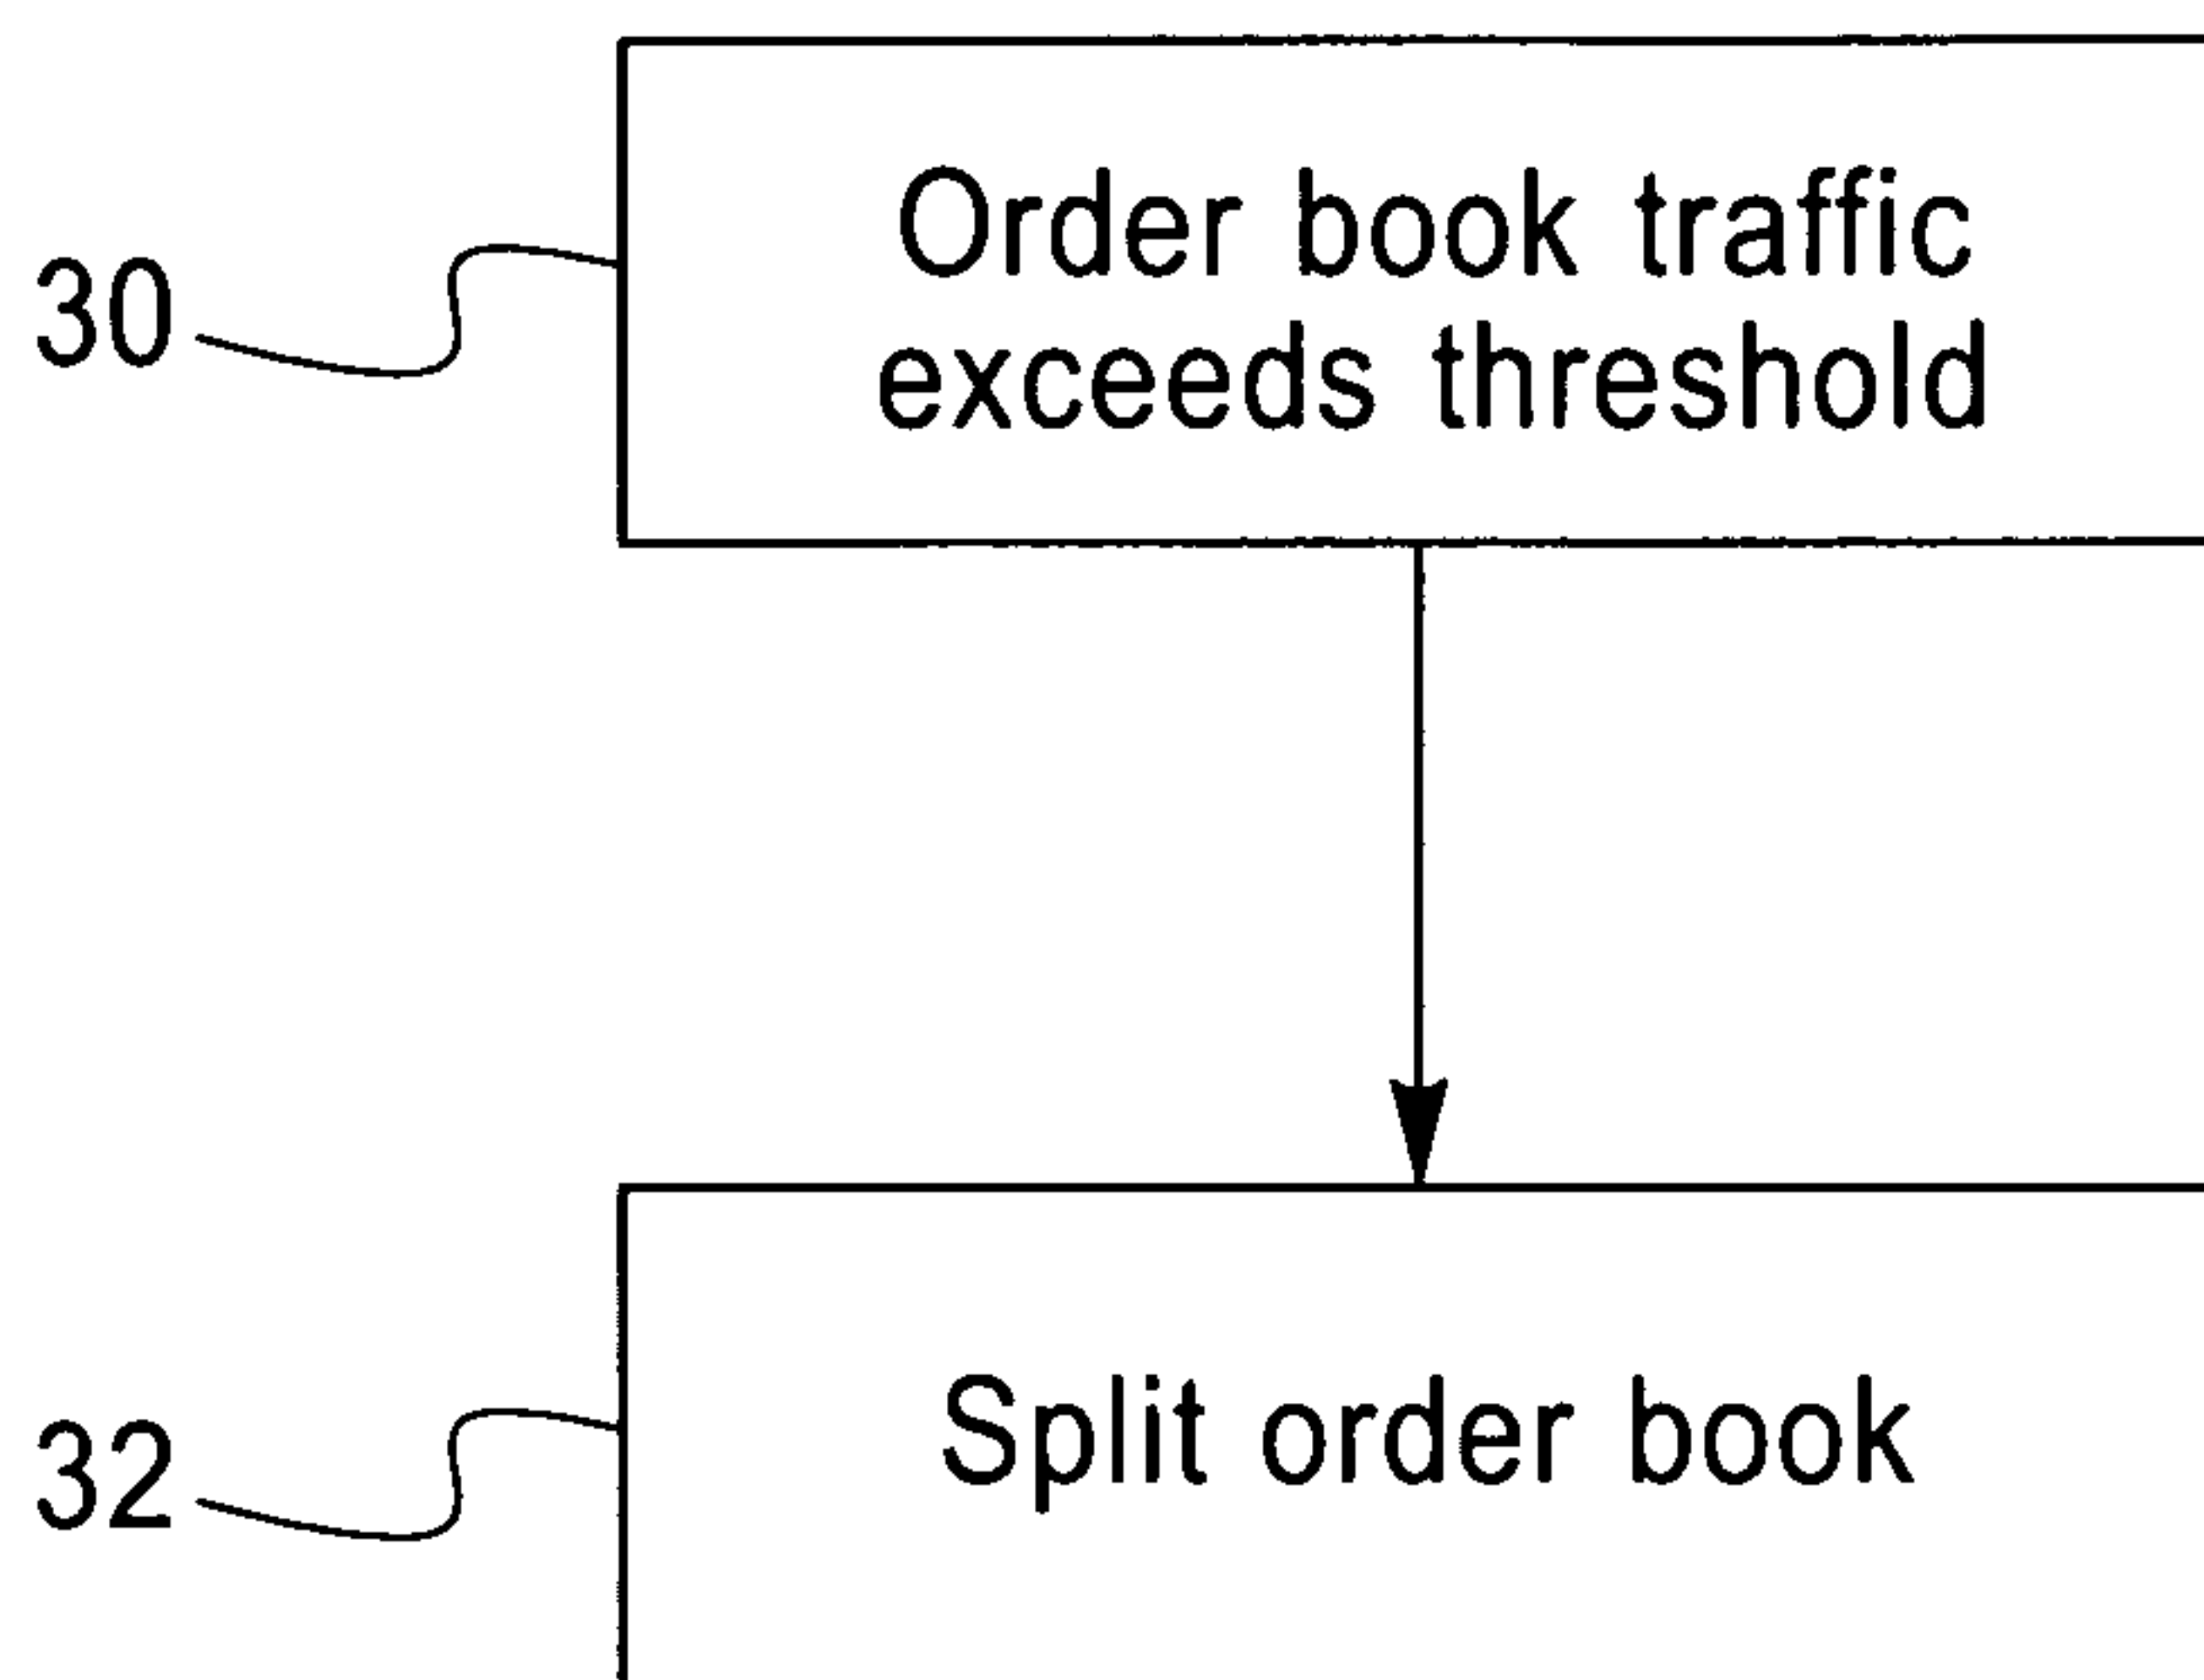 Order book traffic
30
exceeds threshold
Split order book
32